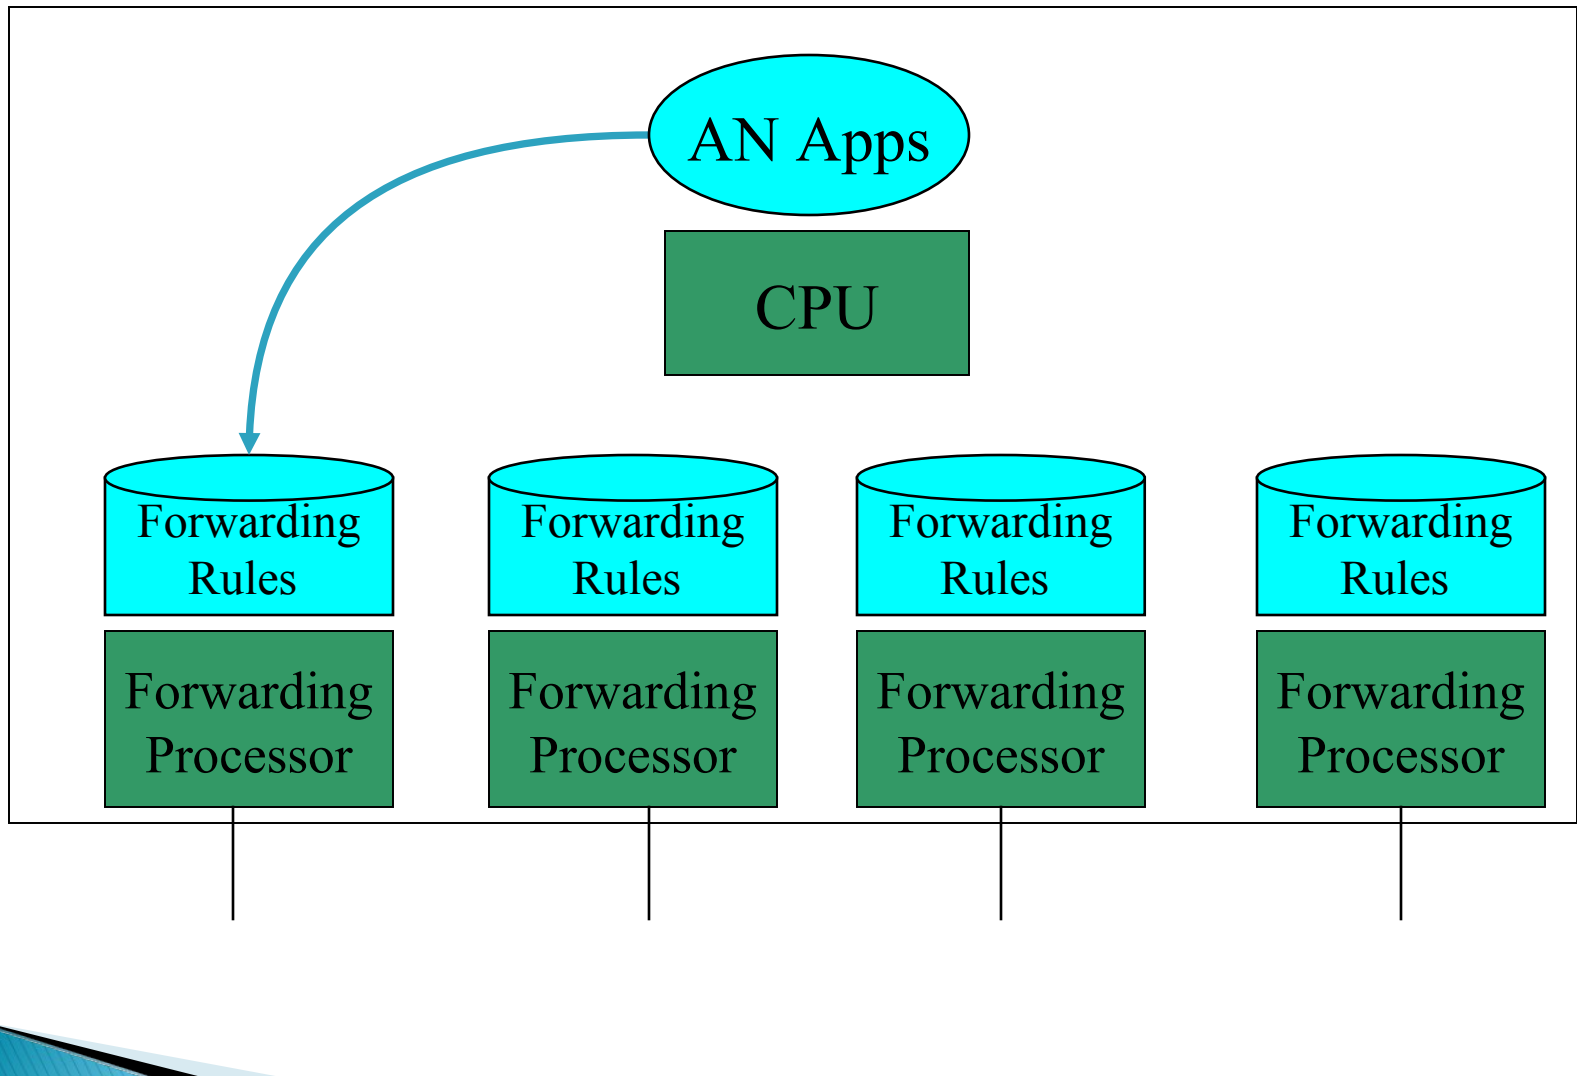 AN Apps
CPU
Forwarding
Rules
Forwarding
Rules
Forwarding
Rules
Forwarding
Rules
Forwarding
Processor
Forwarding
Processor
Forwarding
Processor
Forwarding
Processor